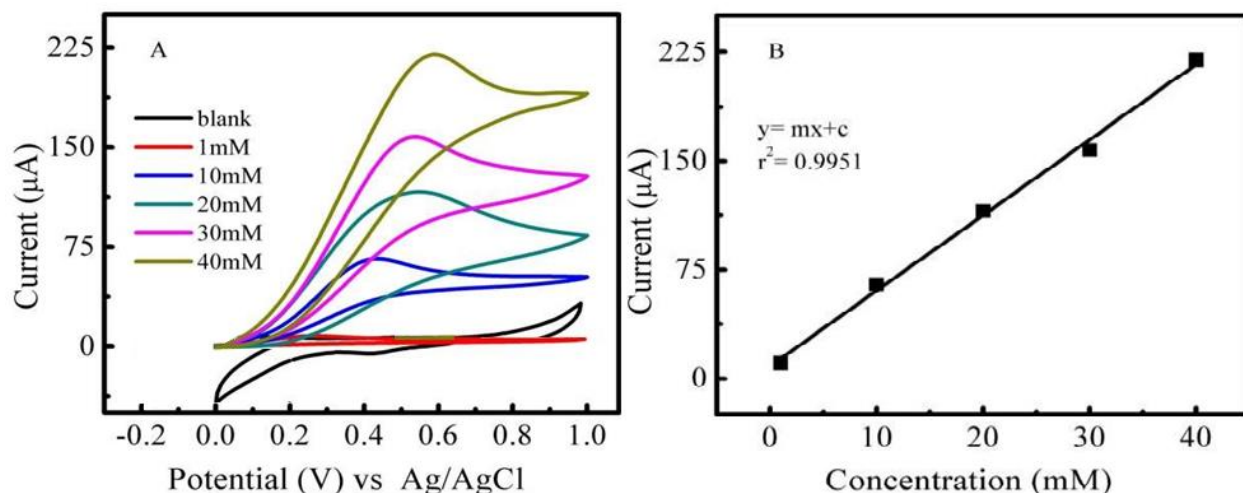 A
225
150
75
0
Current (μA)
blank
1mM
10mM
20mM
30mM
40mM
-0.2 0.0 0.2 0.4 0.6 0.8 1.0
Potential (V) vs Ag/AgCl
B
225
150
75
0
Current (μA)
y= mx+c
r²= 0.9951
0 10 20 30 40
Concentration (mM)